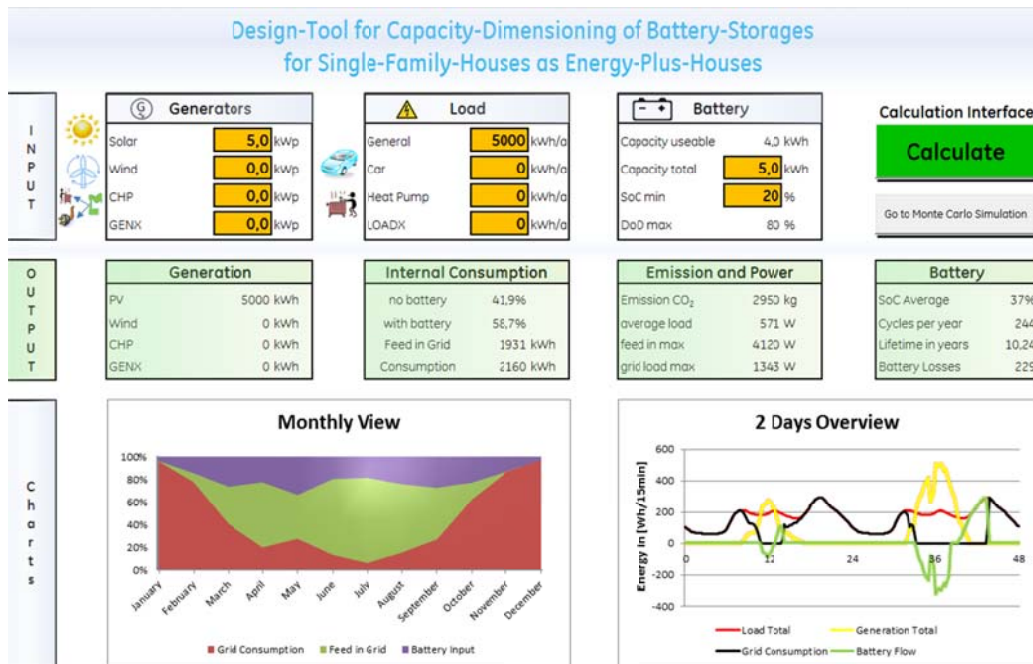 Design-Tool for Capacity-Dimensioning of Battery-Storages
for Single-Family-Houses as Energy-Plus-Houses
INPUT
G Generators
Solar 5,0 kWp
Wind 0,0 kWp
CHP 0,0 kWp
GENX 0,0 kWp
Load
General 5000 kWh/a
Car 0 kWh/a
Heat Pump 0 kWh/a
LOADX 0 kWh/a
Battery
Capacity useable 4,0 kWh
Capacity total 5,0 kWh
SoC min 20 %
DoD max 80 %
Calculation Interface
Calculate
Go to Monte Carlo Simulation
OUTPUT
Generation
PV 5000 kWh
Wind 0 kWh
CHP 0 kWh
GENX 0 kWh
Internal Consumption
no battery 41,9%
with battery 58,7%
Feed in Grid 1931 kWh
Consumption 2160 kWh
Emission and Power
Emission CO₂ 2950 kg
average load 571 W
feed in max 4120 W
grid load max 1343 W
Battery
SoC Average 37%
Cycles per year 244
Lifetime in years 10,24
Battery Losses 229
Charts
Monthly View
100%
80%
60%
40%
20%
0%
January February March April May June July August September October November December
Grid Consumption Feed in Grid Battery Input
2 Days Overview
Energy in [Wh/15min]
600
400
200
0
-200
-400
0 12 24 36 48
Load Total Generation Total
Grid Consumption Battery Flow